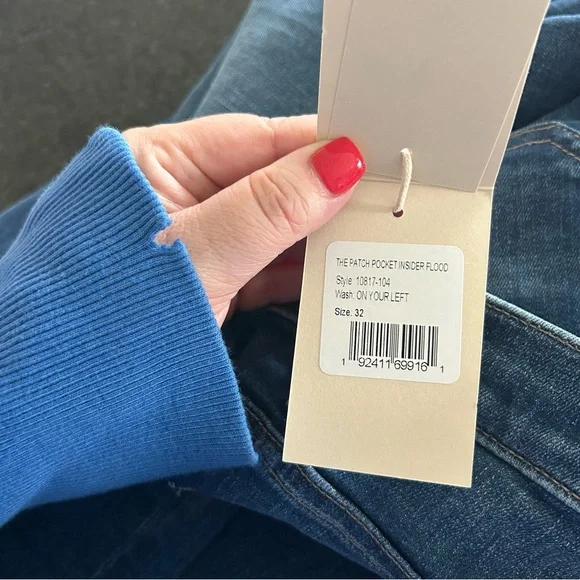 THE PATCH POCKET INSIDER FLOOD
Style: 10817-104
Wash: ON YOUR LEFT
Size: 32
1 92411 69916 1